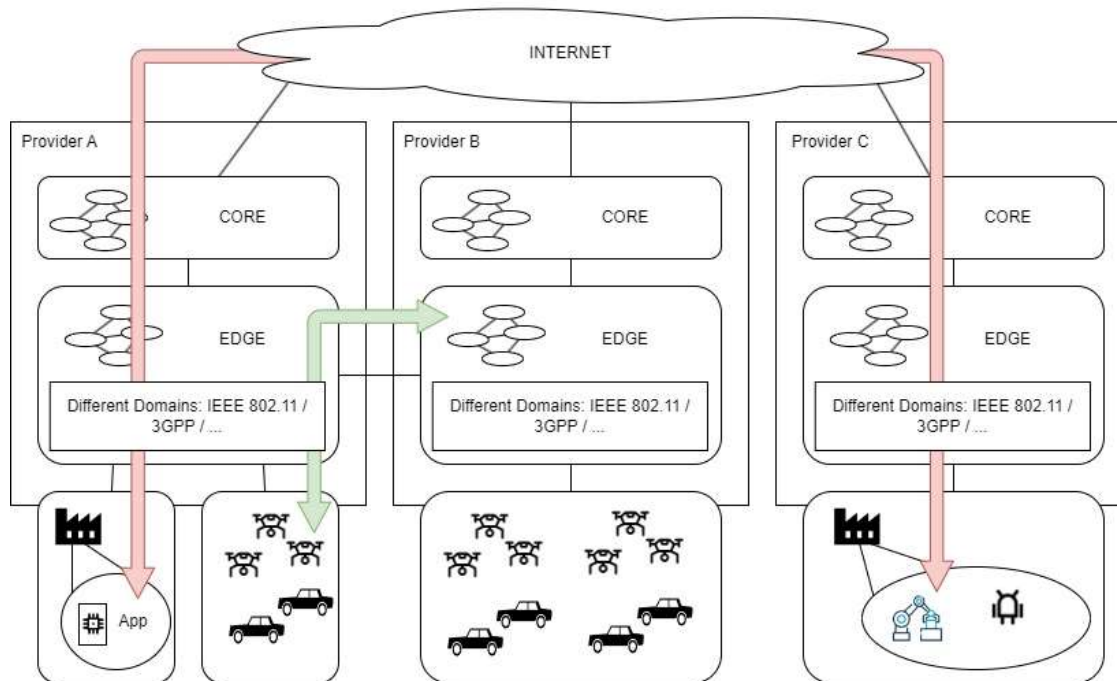 INTERNET
Provider A
Provider B
Provider C
CORE
CORE
CORE
EDGE
EDGE
EDGE
Different Domains: IEEE 802.11 /
3GPP / ...
Different Domains: IEEE 802.11 /
3GPP / ...
Different Domains: IEEE 802.11 /
3GPP / ...
App